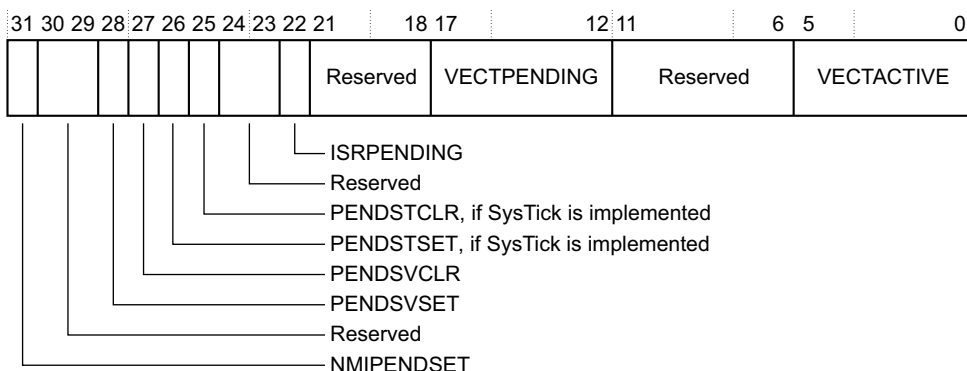 31 30 29 28 27 26 25 24 23 22 21 18 17 12 11 6 5 0
Reserved VECTPENDING Reserved VECTACTIVE
ISRPENDING
Reserved
PENDSTCLR, if SysTick is implemented
PENDSTSET, if SysTick is implemented
PENDSVCLR
PENDSVSET
Reserved
NMIPENDSET